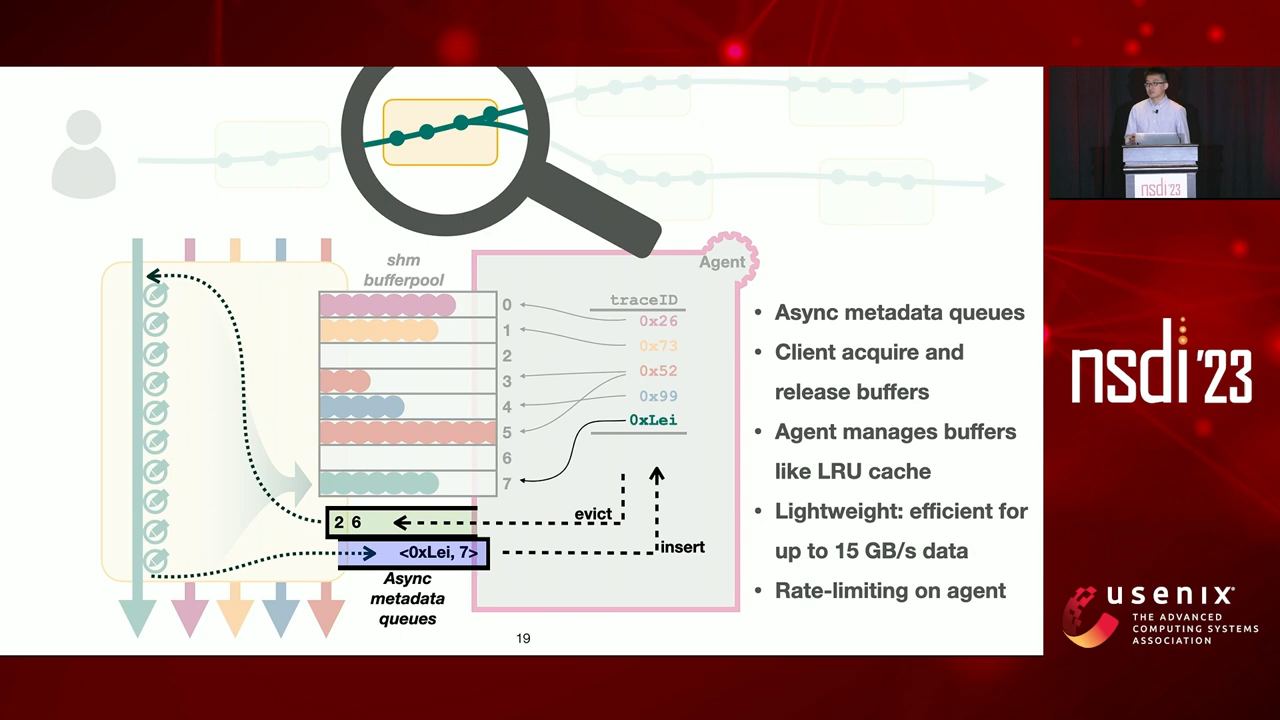 shm
bufferpool
Agent
traceID
0x26
0x73
0x52
0x99
0xLei
0
1
2
3
4
5
6
7
evict
2 6
<0xLei, 7>
insert
Async
metadata
queues
• Async metadata queues
• Client acquire and
release buffers
• Agent manages buffers
like LRU cache
• Lightweight: efficient for
up to 15 GB/s data
• Rate-limiting on agent
19
nsdi'23
nsdi '23
usenix
THE ADVANCED
COMPUTING SYSTEMS
ASSOCIATION